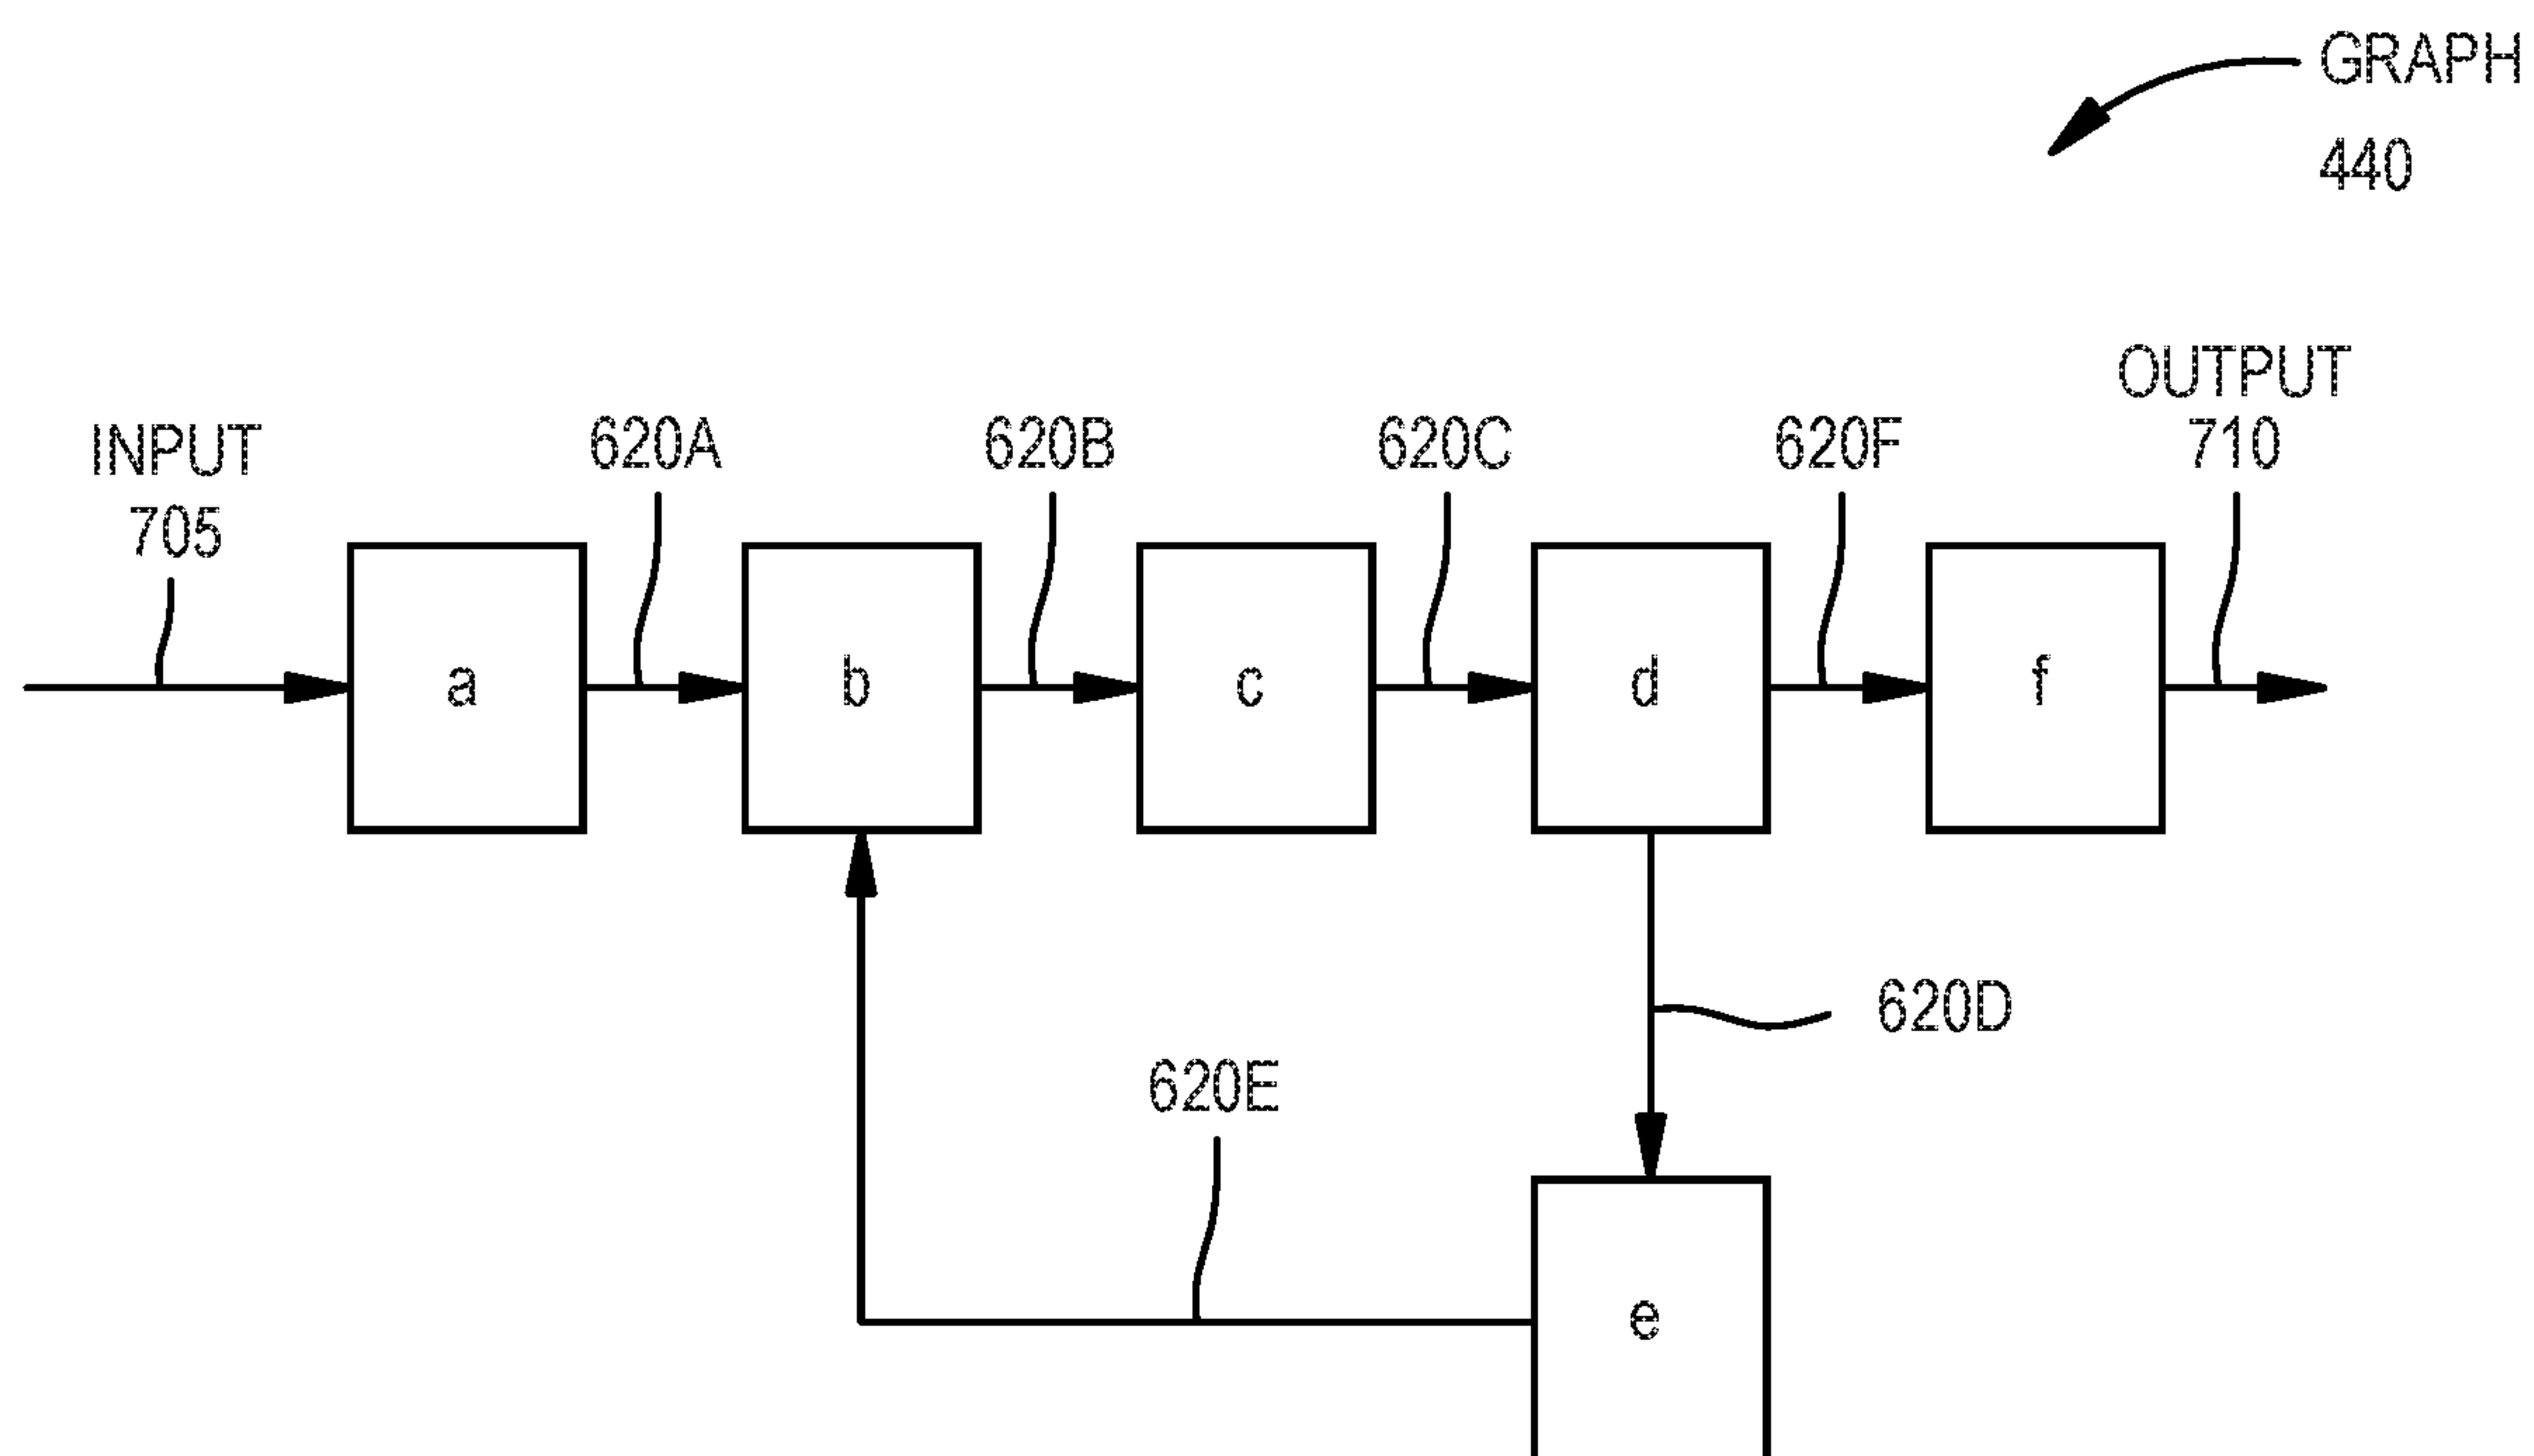 GRAPH
440
OUTPUT
710
INPUT
705
620A
620B
620C
620F
a
b
c
d
f
620D
620E
e